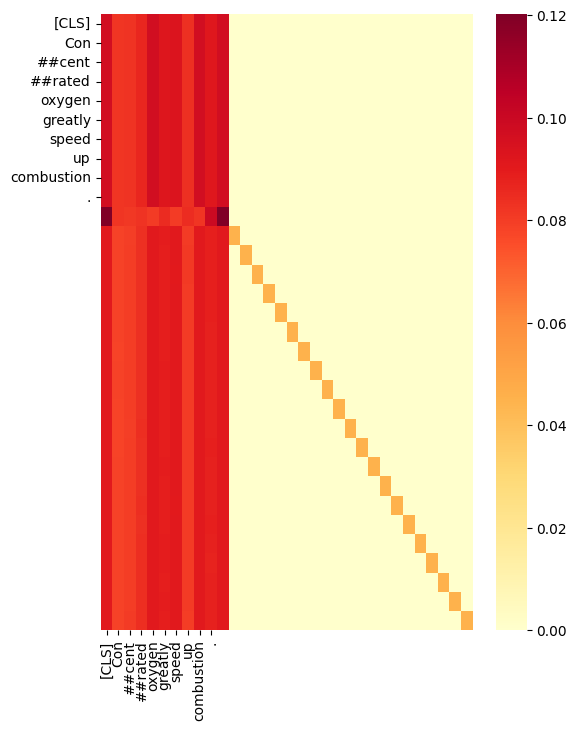 [CLS]
Con
##cent
##rated
oxygen
greatly
speed
up
combustion
.
0.12
0.10
0.08
0.06
0.04
0.02
0.00
[CLS]
Con
##cent
##rated
oxygen
greatly
speed
up
combustion
.